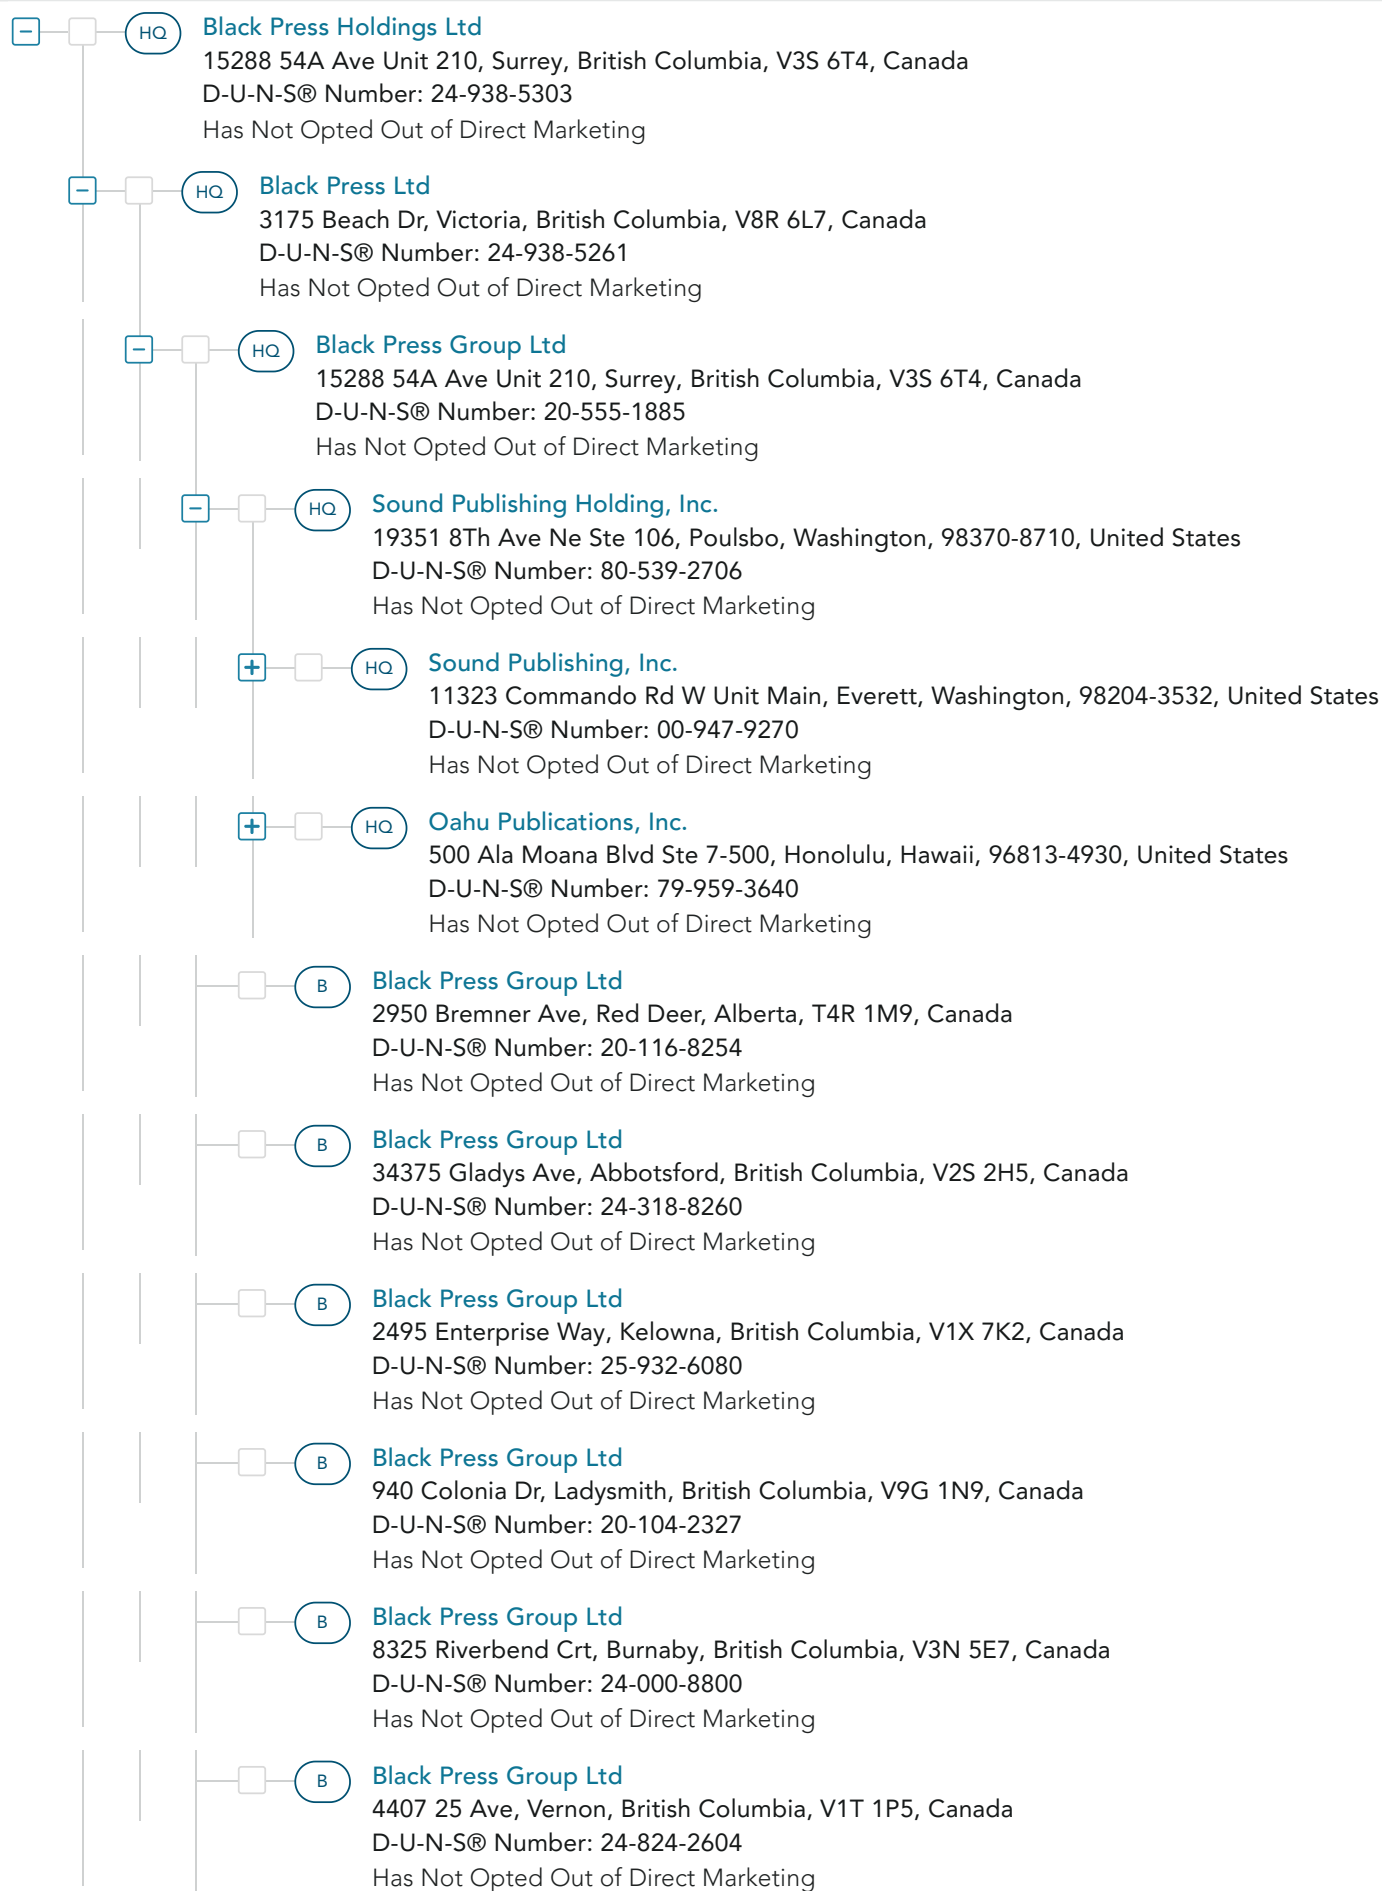 HQ
Black Press Holdings Ltd
15288 54A Ave Unit 210, Surrey, British Columbia, V3S 6T4, Canada
D-U-N-S® Number: 24-938-5303
Has Not Opted Out of Direct Marketing
HQ
Black Press Ltd
3175 Beach Dr, Victoria, British Columbia, V8R 6L7, Canada
D-U-N-S® Number: 24-938-5261
Has Not Opted Out of Direct Marketing
HQ
Black Press Group Ltd
15288 54A Ave Unit 210, Surrey, British Columbia, V3S 6T4, Canada
D-U-N-S® Number: 20-555-1885
Has Not Opted Out of Direct Marketing
HQ
Sound Publishing Holding, Inc.
19351 8Th Ave Ne Ste 106, Poulsbo, Washington, 98370-8710, United States
D-U-N-S® Number: 80-539-2706
Has Not Opted Out of Direct Marketing
HQ
Sound Publishing, Inc.
11323 Commando Rd W Unit Main, Everett, Washington, 98204-3532, United States
D-U-N-S® Number: 00-947-9270
Has Not Opted Out of Direct Marketing
HQ
Oahu Publications, Inc.
500 Ala Moana Blvd Ste 7-500, Honolulu, Hawaii, 96813-4930, United States
D-U-N-S® Number: 79-959-3640
Has Not Opted Out of Direct Marketing
B
Black Press Group Ltd
2950 Bremner Ave, Red Deer, Alberta, T4R 1M9, Canada
D-U-N-S® Number: 20-116-8254
Has Not Opted Out of Direct Marketing
B
Black Press Group Ltd
34375 Gladys Ave, Abbotsford, British Columbia, V2S 2H5, Canada
D-U-N-S® Number: 24-318-8260
Has Not Opted Out of Direct Marketing
B
Black Press Group Ltd
2495 Enterprise Way, Kelowna, British Columbia, V1X 7K2, Canada
D-U-N-S® Number: 25-932-6080
Has Not Opted Out of Direct Marketing
B
Black Press Group Ltd
940 Colonia Dr, Ladysmith, British Columbia, V9G 1N9, Canada
D-U-N-S® Number: 20-104-2327
Has Not Opted Out of Direct Marketing
B
Black Press Group Ltd
8325 Riverbend Crt, Burnaby, British Columbia, V3N 5E7, Canada
D-U-N-S® Number: 24-000-8800
Has Not Opted Out of Direct Marketing
B
Black Press Group Ltd
4407 25 Ave, Vernon, British Columbia, V1T 1P5, Canada
D-U-N-S® Number: 24-824-2604
Has Not Opted Out of Direct Marketing